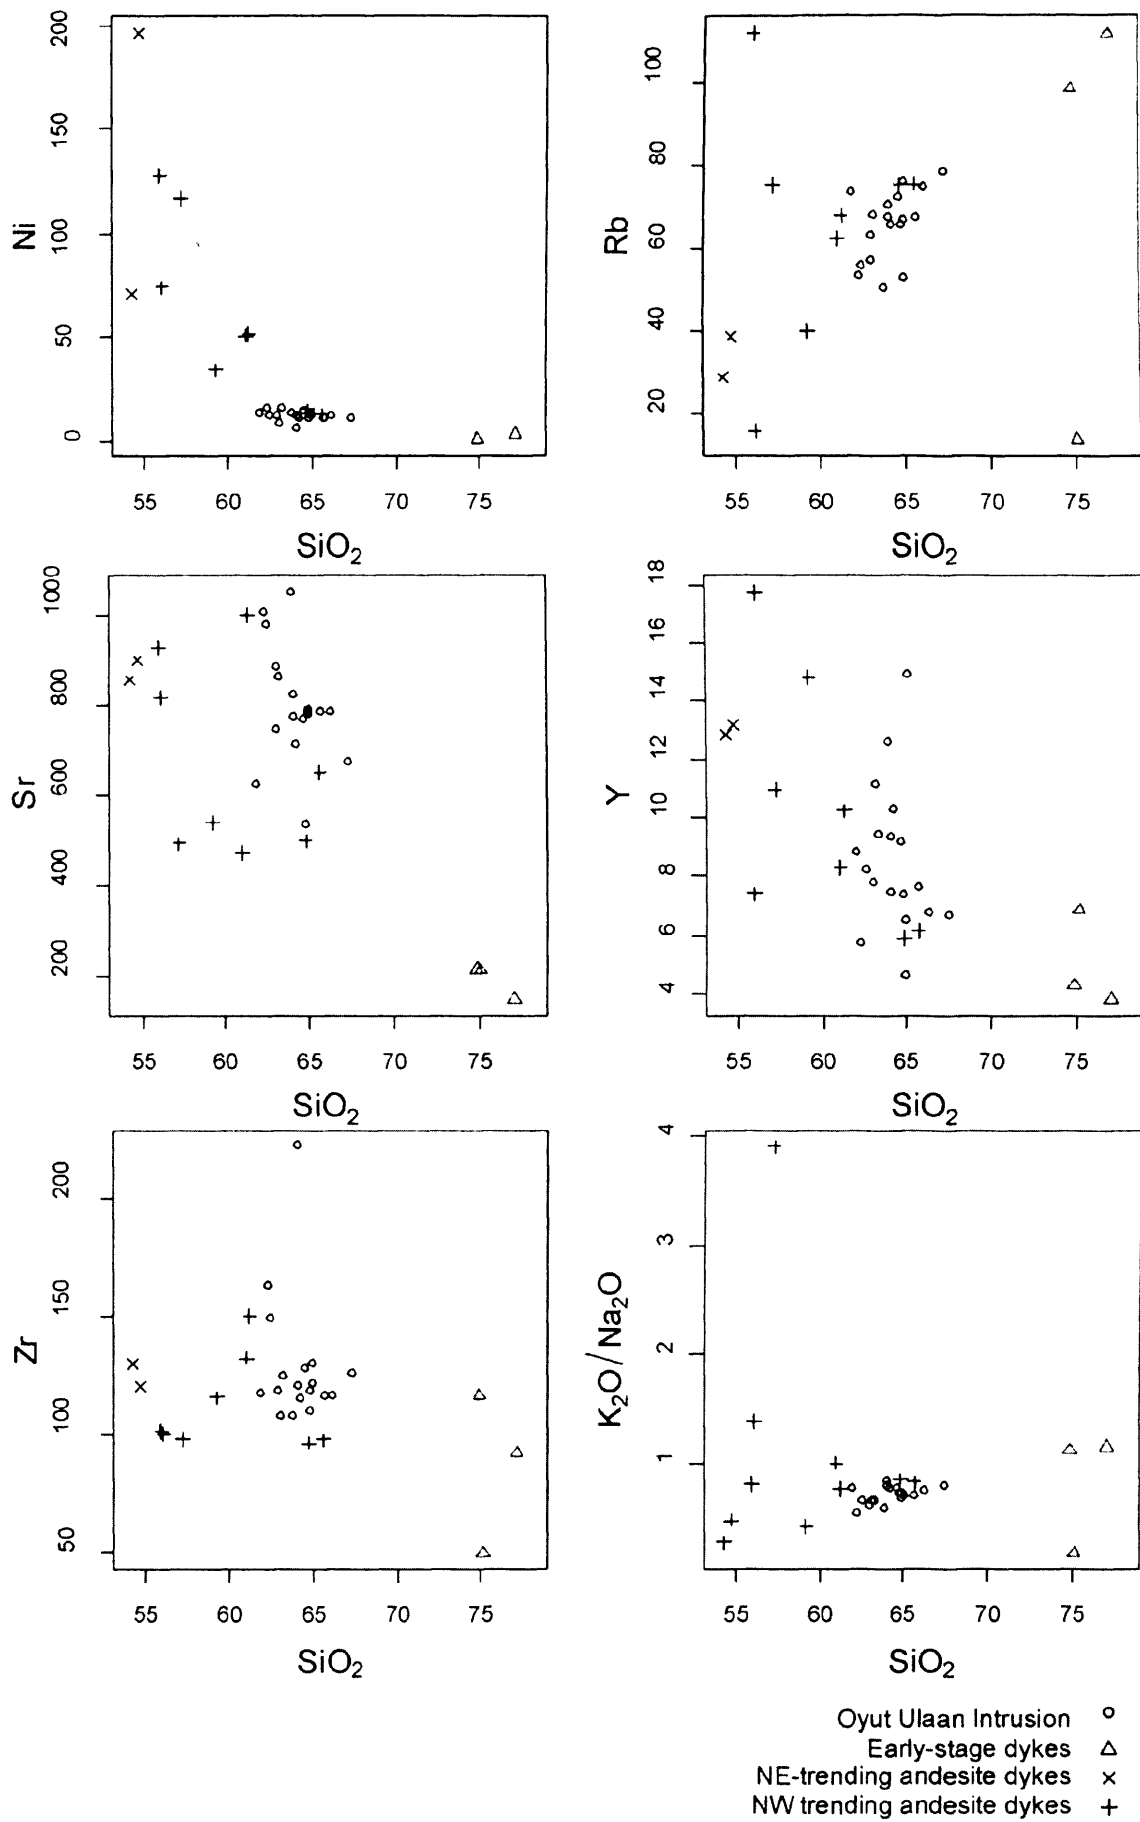 Ni
200
150
100
50
0
55 60 65 70 75
SiO₂
Rb
100
80
60
40
20
55 60 65 70 75
SiO₂
Sr
1000
800
600
400
200
55 60 65 70 75
SiO₂
Y
18
16
14
12
10
8
6
4
55 60 65 70 75
SiO₂
Zr
200
150
100
50
55 60 65 70 75
SiO₂
K₂O/Na₂O
4
3
2
1
55 60 65 70 75
SiO₂
Oyut Ulaan Intrusion
Early-stage dykes
NE-trending andesite dykes
NW trending andesite dykes